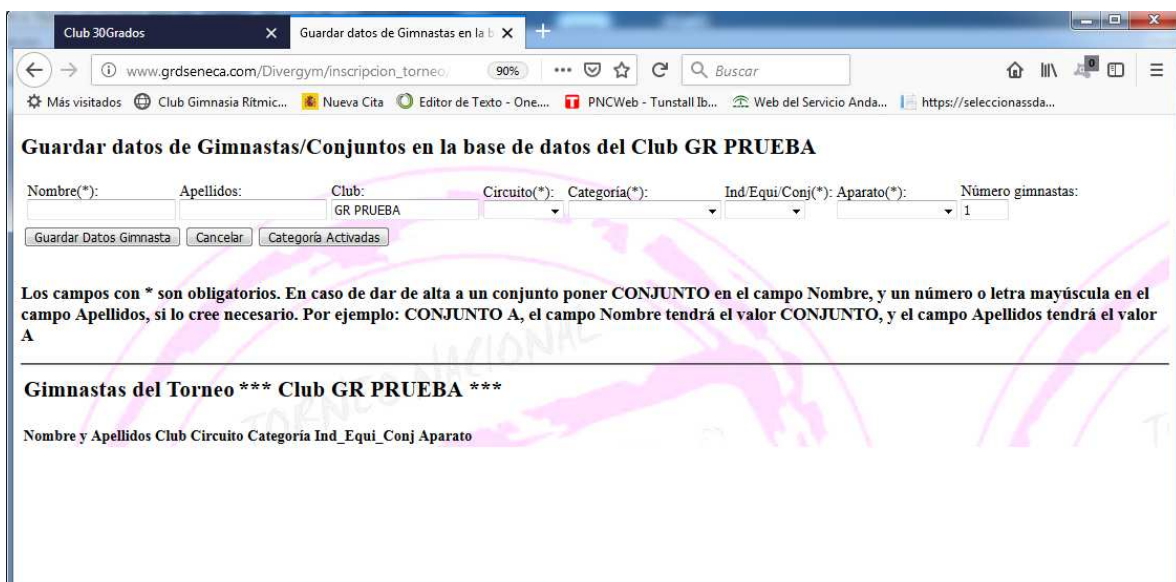 Club 30Grados
Guardar datos de Gimnastas en la b
www.grdseneca.com/Divergym/inscripcion_torneo/
90%
Buscar
0
Más visitados Club Gimnasia Rítmic... Nueva Cita Editor de Texto - One.... PNCWeb - Tunstall Ib... Web del Servicio Anda... https://seleccionassda...
Guardar datos de Gimnastas/Conjuntos en la base de datos del Club GR PRUEBA
Nombre(*): Apellidos: Club: Circuito(*): Categoría(*): Ind/Equi/Conj(*): Aparato(*): Número gimnastas:
GR PRUEBA 1
Guardar Datos Gimnasta Cancelar Categoría Activadas
Los campos con * son obligatorios. En caso de dar de alta a un conjunto poner CONJUNTO en el campo Nombre, y un número o letra mayúscula en el
campo Apellidos, si lo cree necesario. Por ejemplo: CONJUNTO A, el campo Nombre tendrá el valor CONJUNTO, y el campo Apellidos tendrá el valor
A
TORNEO NACIONAL
Gimnastas del Torneo *** Club GR PRUEBA ***
Nombre y Apellidos Club Circuito Categoría Ind_Equi_Conj Aparato